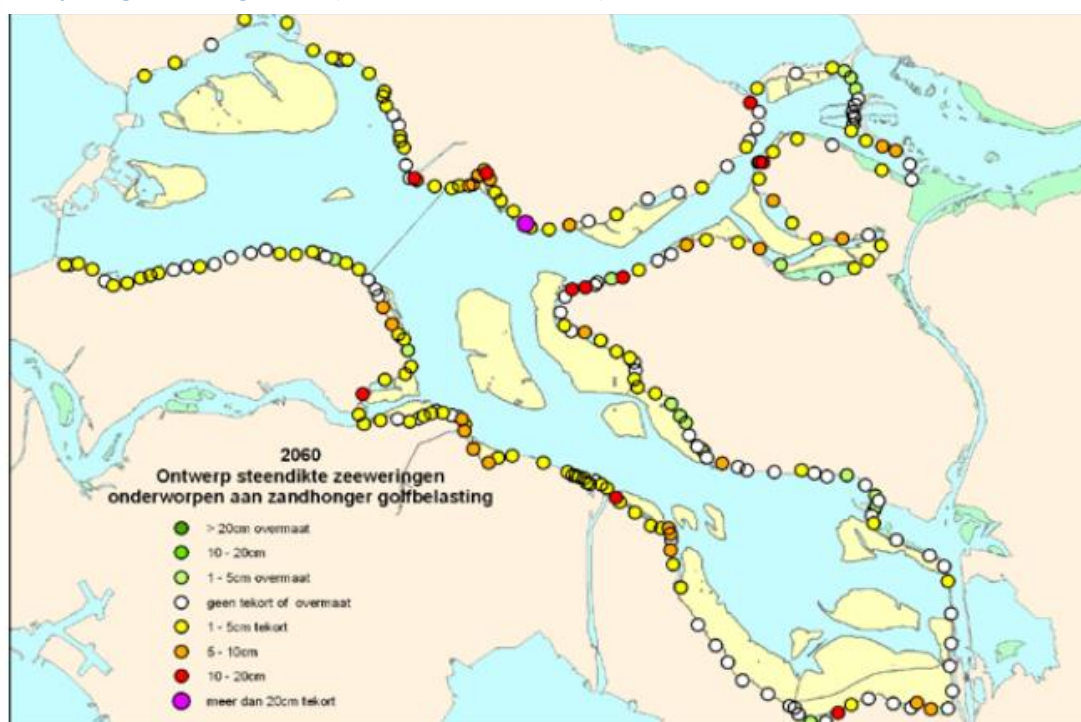 2060
Ontwerp steendikte zeeweringen
onderworpen aan zandhonger golfbelasting
> 20cm overmaat
10 - 20cm
1 - 5cm overmaat
geen tekort of overmaat
1 - 5cm tekort
5 - 10cm
10 - 20cm
meer dan 20cm tekort